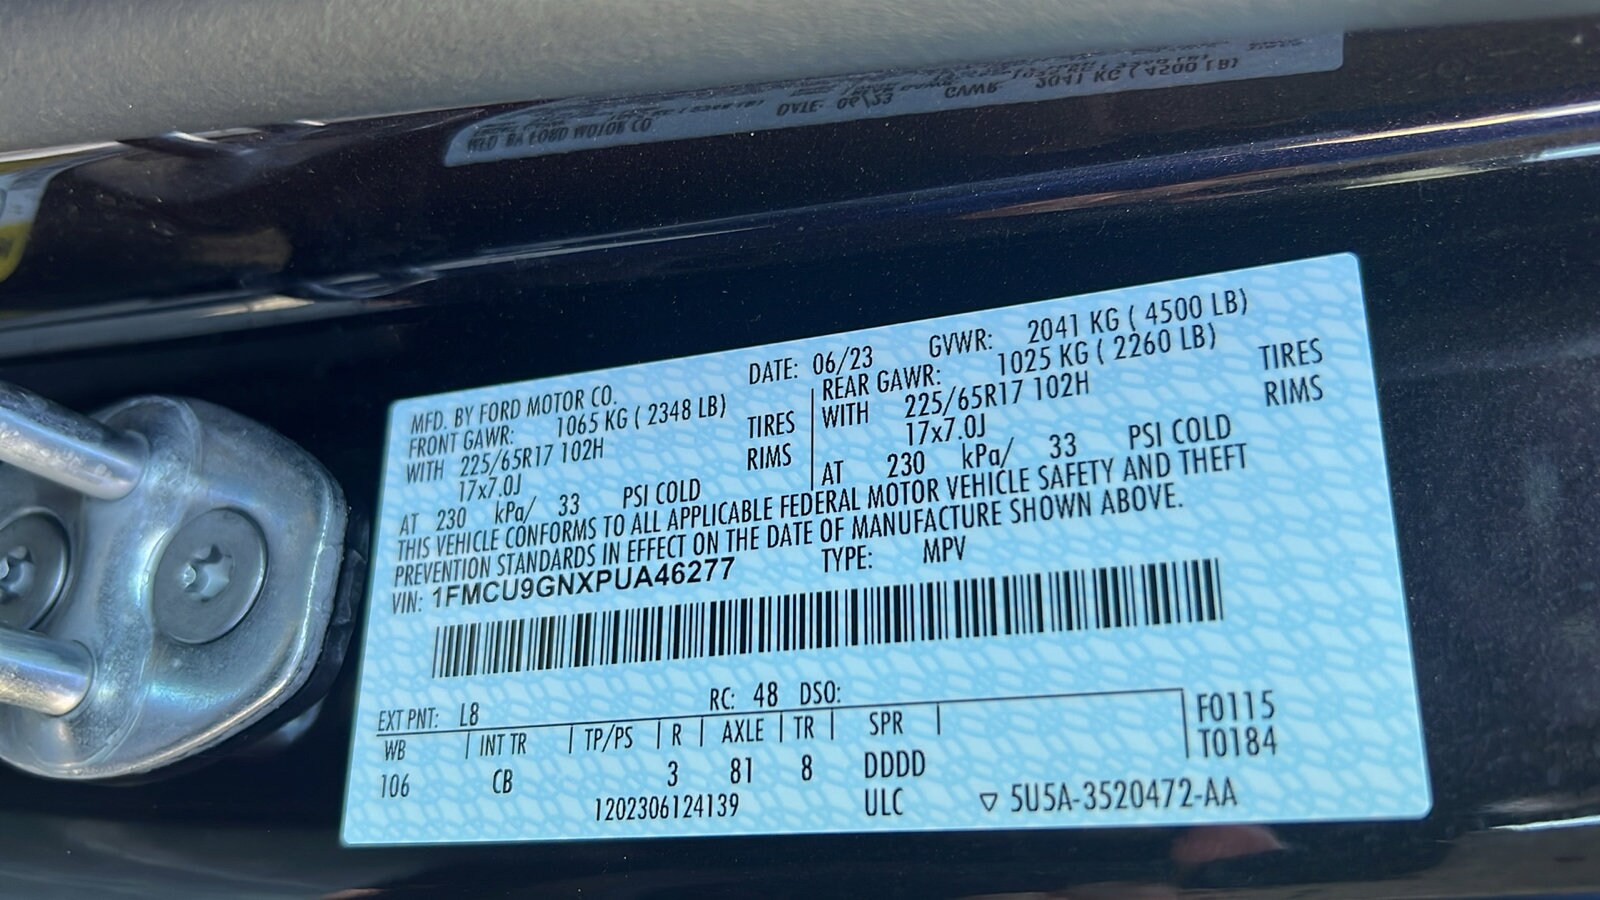 MFD. BY FORD MOTOR CO. DATE: 06/23 GVWR: 2041 KG ( 4500 LB)
FRONT GAWR: 1065 KG ( 2348 LB) REAR GAWR: 1025 KG ( 2260 LB)
WITH 225/65R17 102H TIRES WITH 225/65R17 102H TIRES
17x7.0J RIMS 17x7.0J RIMS
AT 230 kPa/ 33 PSI COLD AT 230 kPa/ 33 PSI COLD
THIS VEHICLE CONFORMS TO ALL APPLICABLE FEDERAL MOTOR VEHICLE SAFETY AND THEFT
PREVENTION STANDARDS IN EFFECT ON THE DATE OF MANUFACTURE SHOWN ABOVE.
VIN: 1FMCU9GNXPUA46277 TYPE: MPV
EXT PNT: L8 RC: 48 DSO:
WB | INT TR | TP/PS | R | AXLE | TR | SPR | F0115
T0184
106 CB 3 81 8 DDDD
1202306124139 ULC ▽ 5U5A-3520472-AA